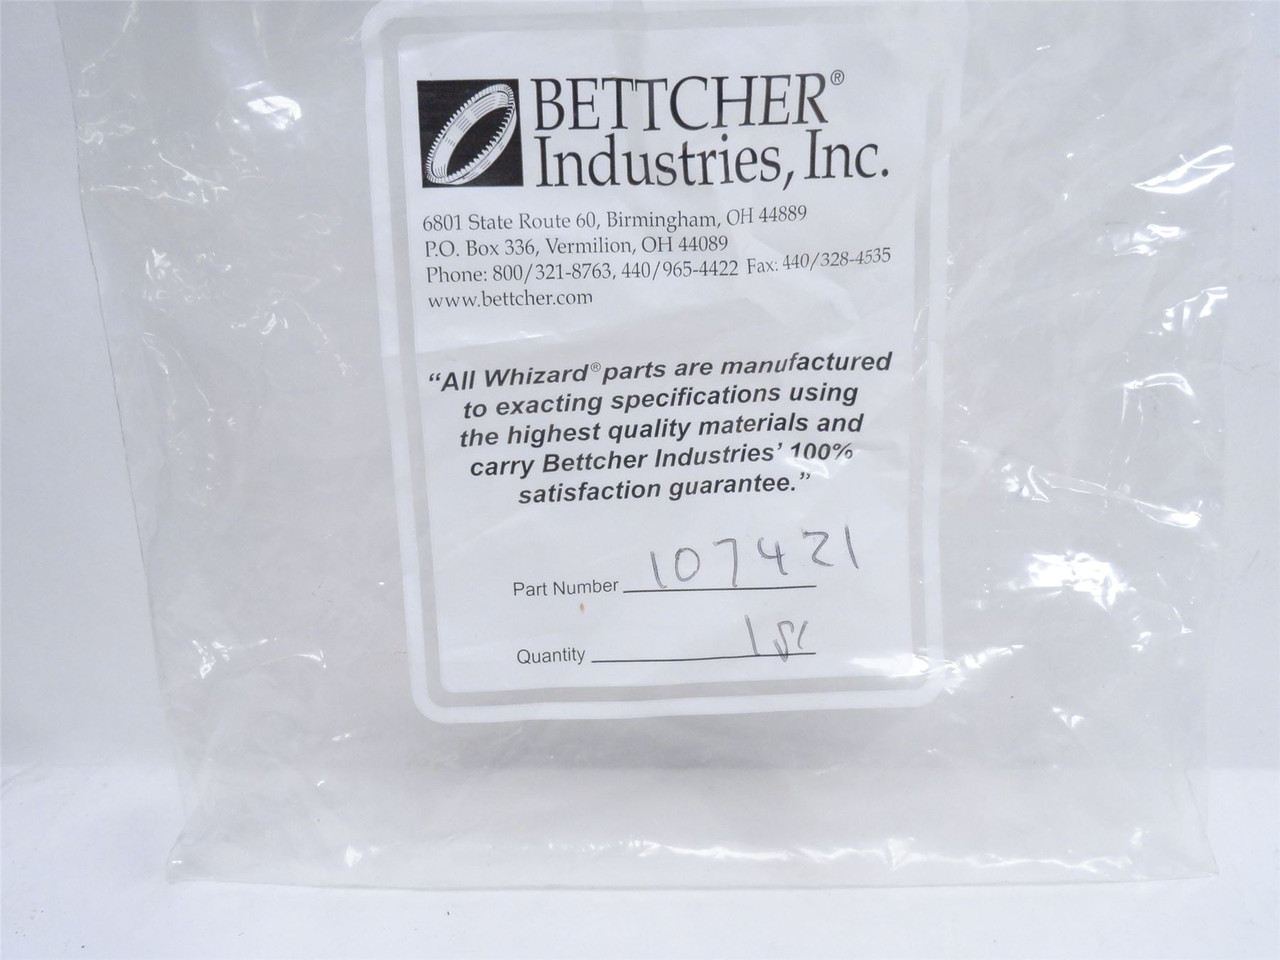 BETTCHER®
Industries, Inc.
6801 State Route 60, Birmingham, OH 44889
P.O. Box 336, Vermilion, OH 44089
Phone: 800/321-8763, 440/965-4422 Fax: 440/328-4535
www.bettcher.com
“All Whizard® parts are manufactured
to exacting specifications using
the highest quality materials and
carry Bettcher Industries’ 100%
satisfaction guarantee.”
Part Number 107421
Quantity 1